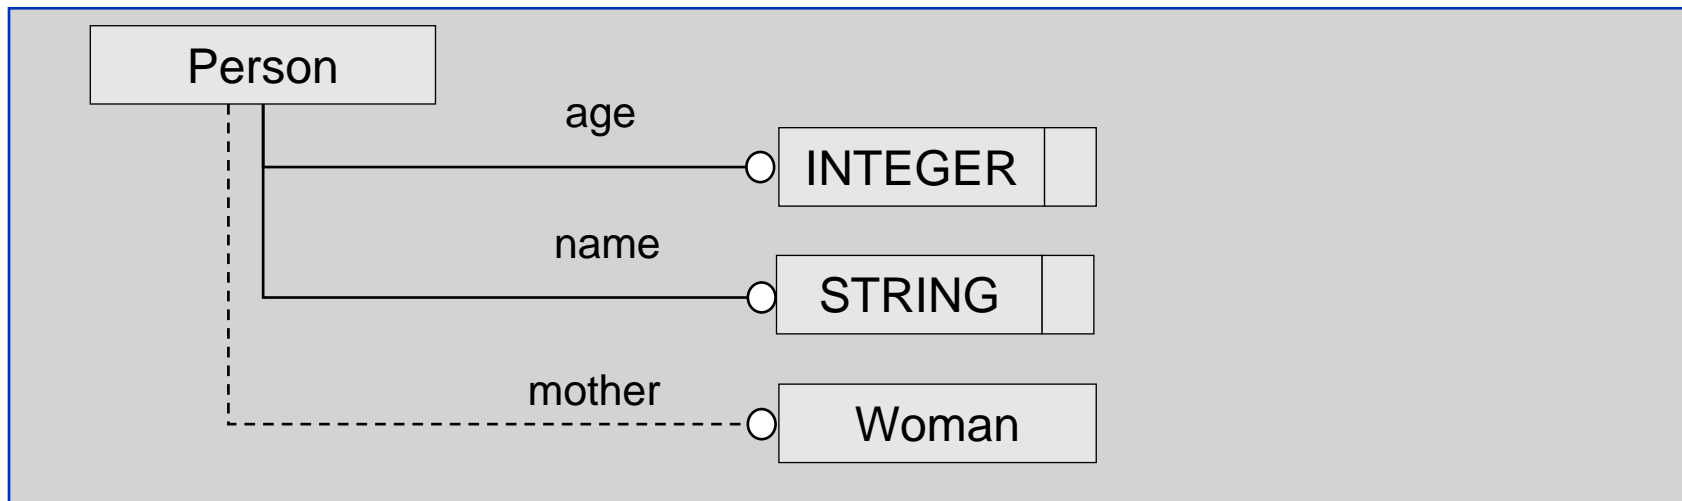 Person
age
INTEGER
name
STRING
mother
Woman